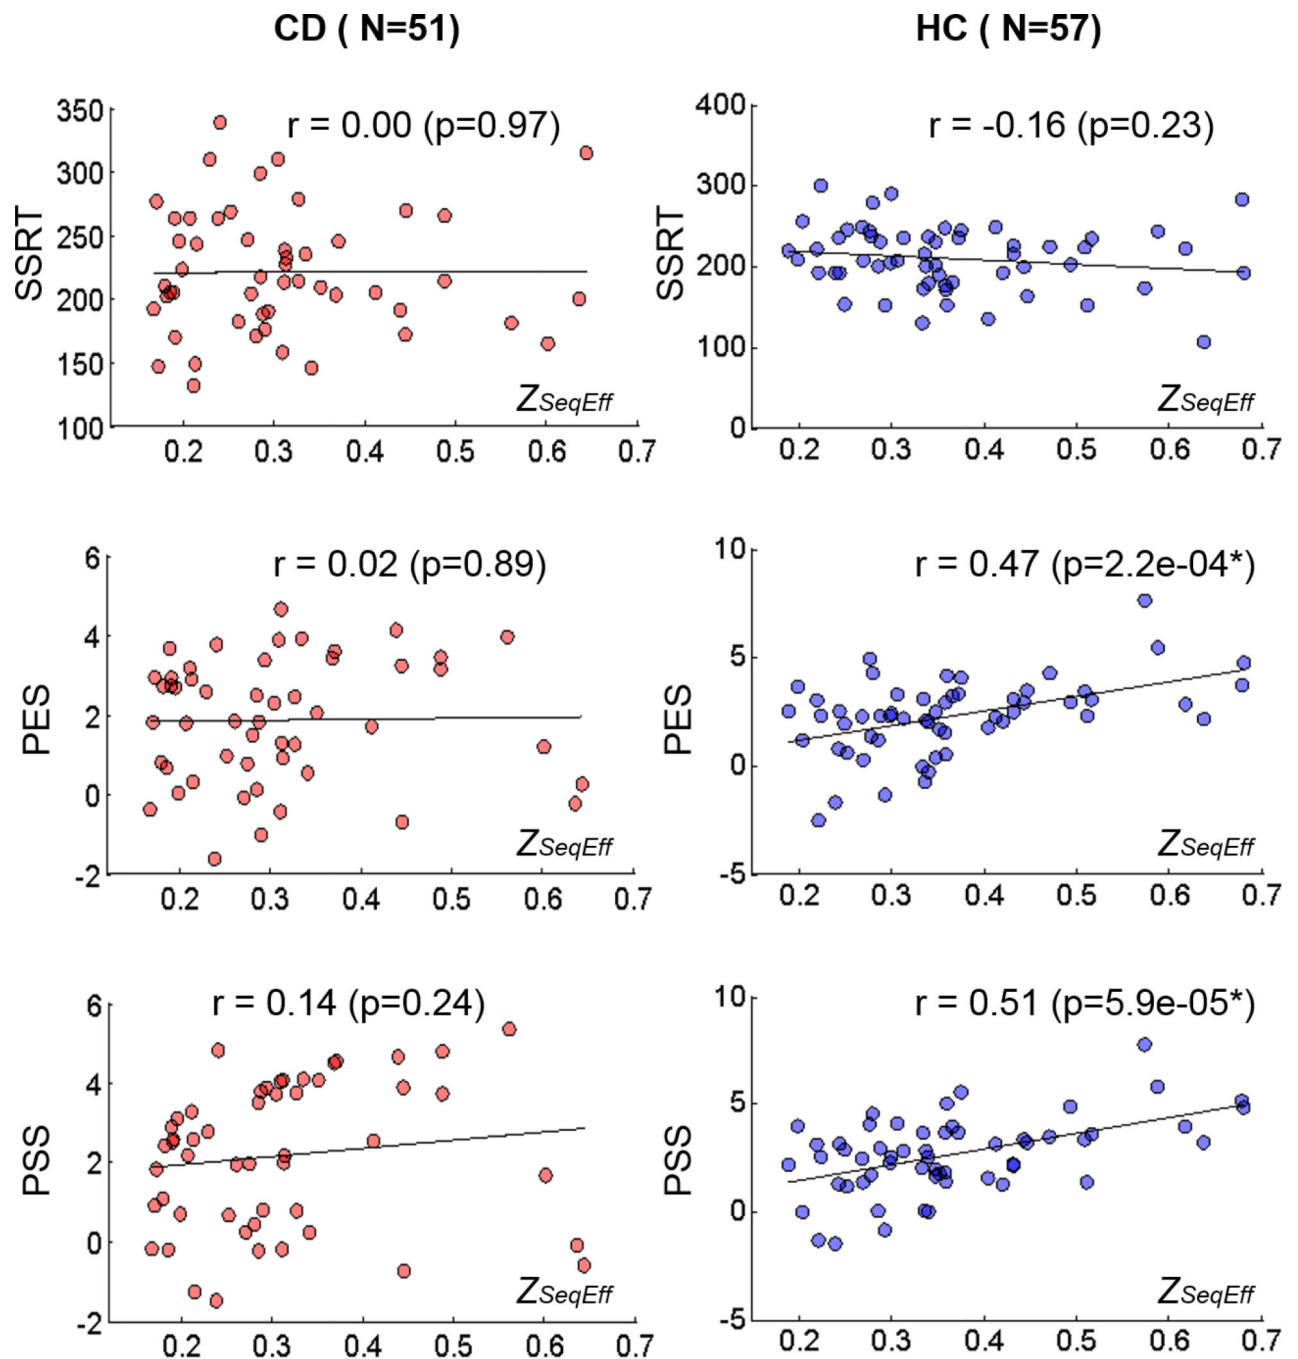 CD ( N=51)
HC ( N=57)
r = 0.00 (p=0.97)
SSRT
350
300
250
200
150
100
0.2 0.3 0.4 0.5 0.6 0.7
ZSeqEff
r = -0.16 (p=0.23)
SSRT
400
300
200
100
0
0.2 0.3 0.4 0.5 0.6 0.7
ZSeqEff
r = 0.02 (p=0.89)
PES
6
4
2
0
-2
0.2 0.3 0.4 0.5 0.6 0.7
ZSeqEff
r = 0.47 (p=2.2e-04*)
PES
10
5
0
-5
0.2 0.3 0.4 0.5 0.6 0.7
ZSeqEff
r = 0.14 (p=0.24)
PSS
6
4
2
0
-2
0.2 0.3 0.4 0.5 0.6 0.7
ZSeqEff
r = 0.51 (p=5.9e-05*)
PSS
10
5
0
-5
0.2 0.3 0.4 0.5 0.6 0.7
ZSeqEff